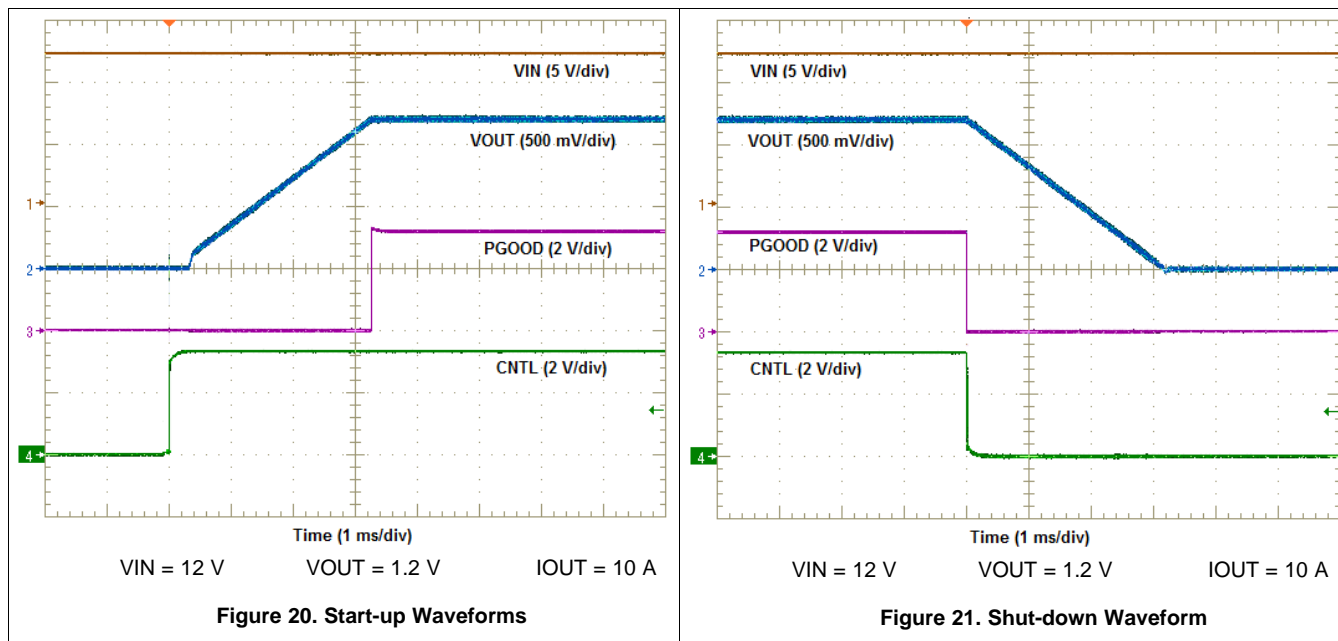 VIN (5 V/div)
VOUT (500 mV/div)
1
PGOOD (2 V/div)
2
3
CNTL (2 V/div)
4
Time (1 ms/div)
VIN = 12 V VOUT = 1.2 V IOUT = 10 A
Figure 20. Start-up Waveforms
VIN (5 V/div)
VOUT (500 mV/div)
1
PGOOD (2 V/div)
2
3
CNTL (2 V/div)
4
Time (1 ms/div)
VIN = 12 V VOUT = 1.2 V IOUT = 10 A
Figure 21. Shut-down Waveform